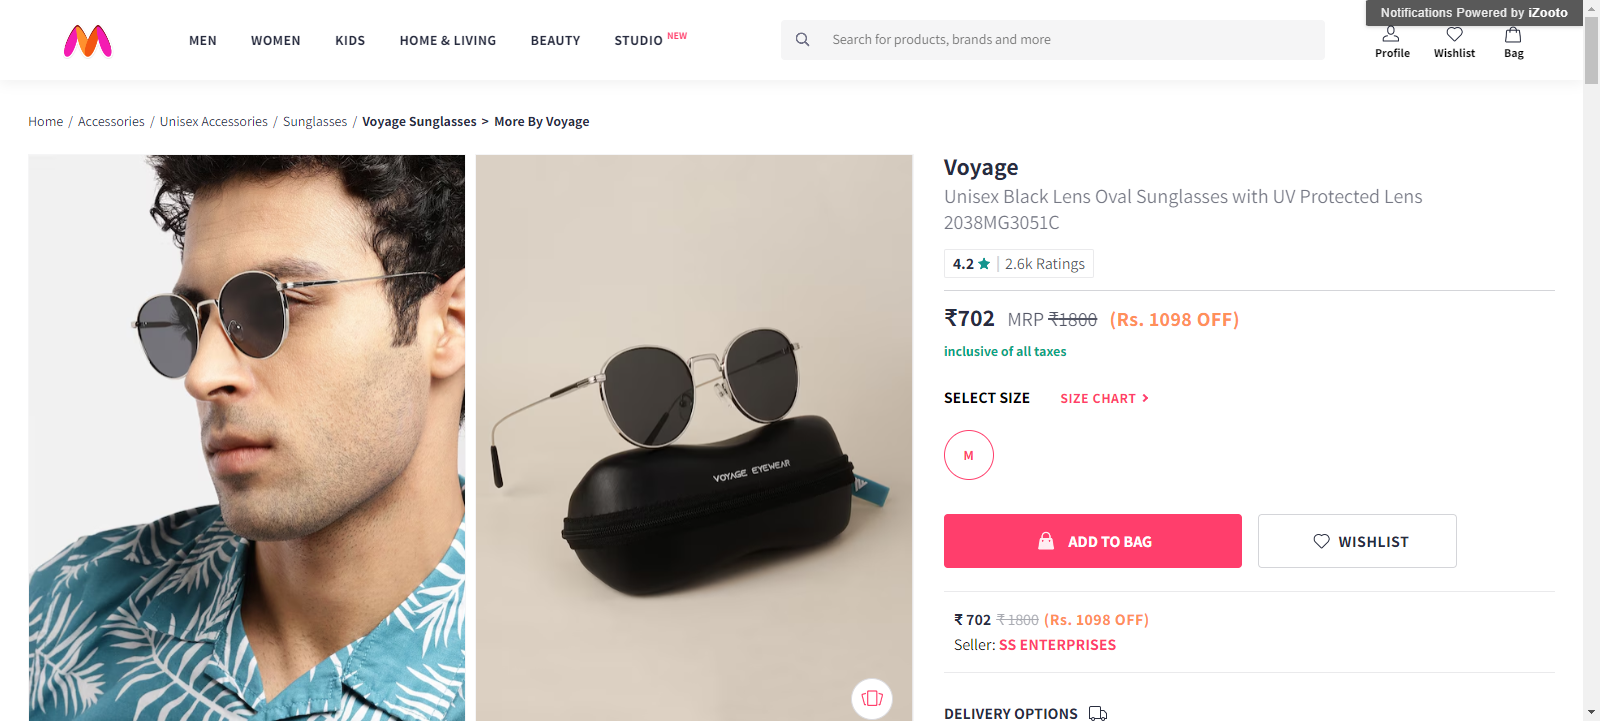 Notifications Powered by iZooto
MEN WOMEN KIDS HOME & LIVING BEAUTY STUDIO NEW
Search for products, brands and more
Profile Wishlist Bag
Home / Accessories / Unisex Accessories / Sunglasses / Voyage Sunglasses > More By Voyage
VOYAGE EYEWEAR
Voyage
Unisex Black Lens Oval Sunglasses with UV Protected Lens
2038MG3051C
4.2 ★ | 2.6k Ratings
₹702 MRP ₹1800 (Rs. 1098 OFF)
inclusive of all taxes
SELECT SIZE SIZE CHART >
M
ADD TO BAG WISHLIST
₹ 702 ₹ 1800 (Rs. 1098 OFF)
Seller: SS ENTERPRISES
DELIVERY OPTIONS